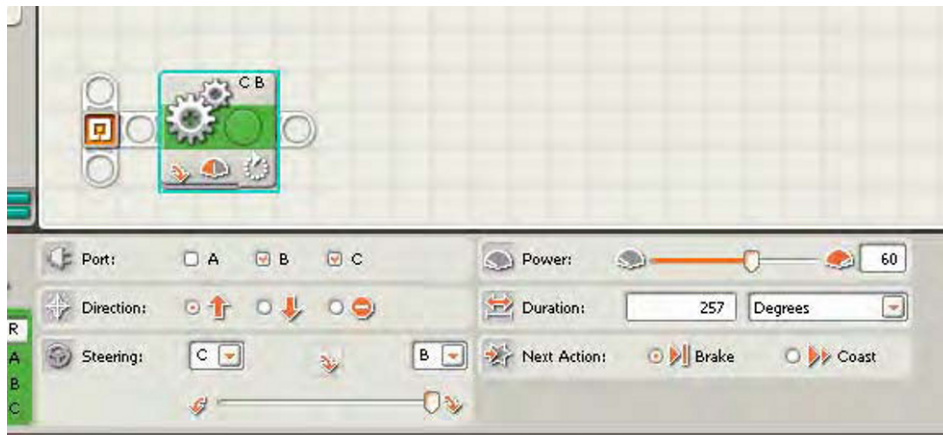 C B
Port:
A
B
C
Power:
60
Direction:
Duration:
257
Degrees
R
A
B
C
Steering:
C
B
Next Action:
Brake
Coast